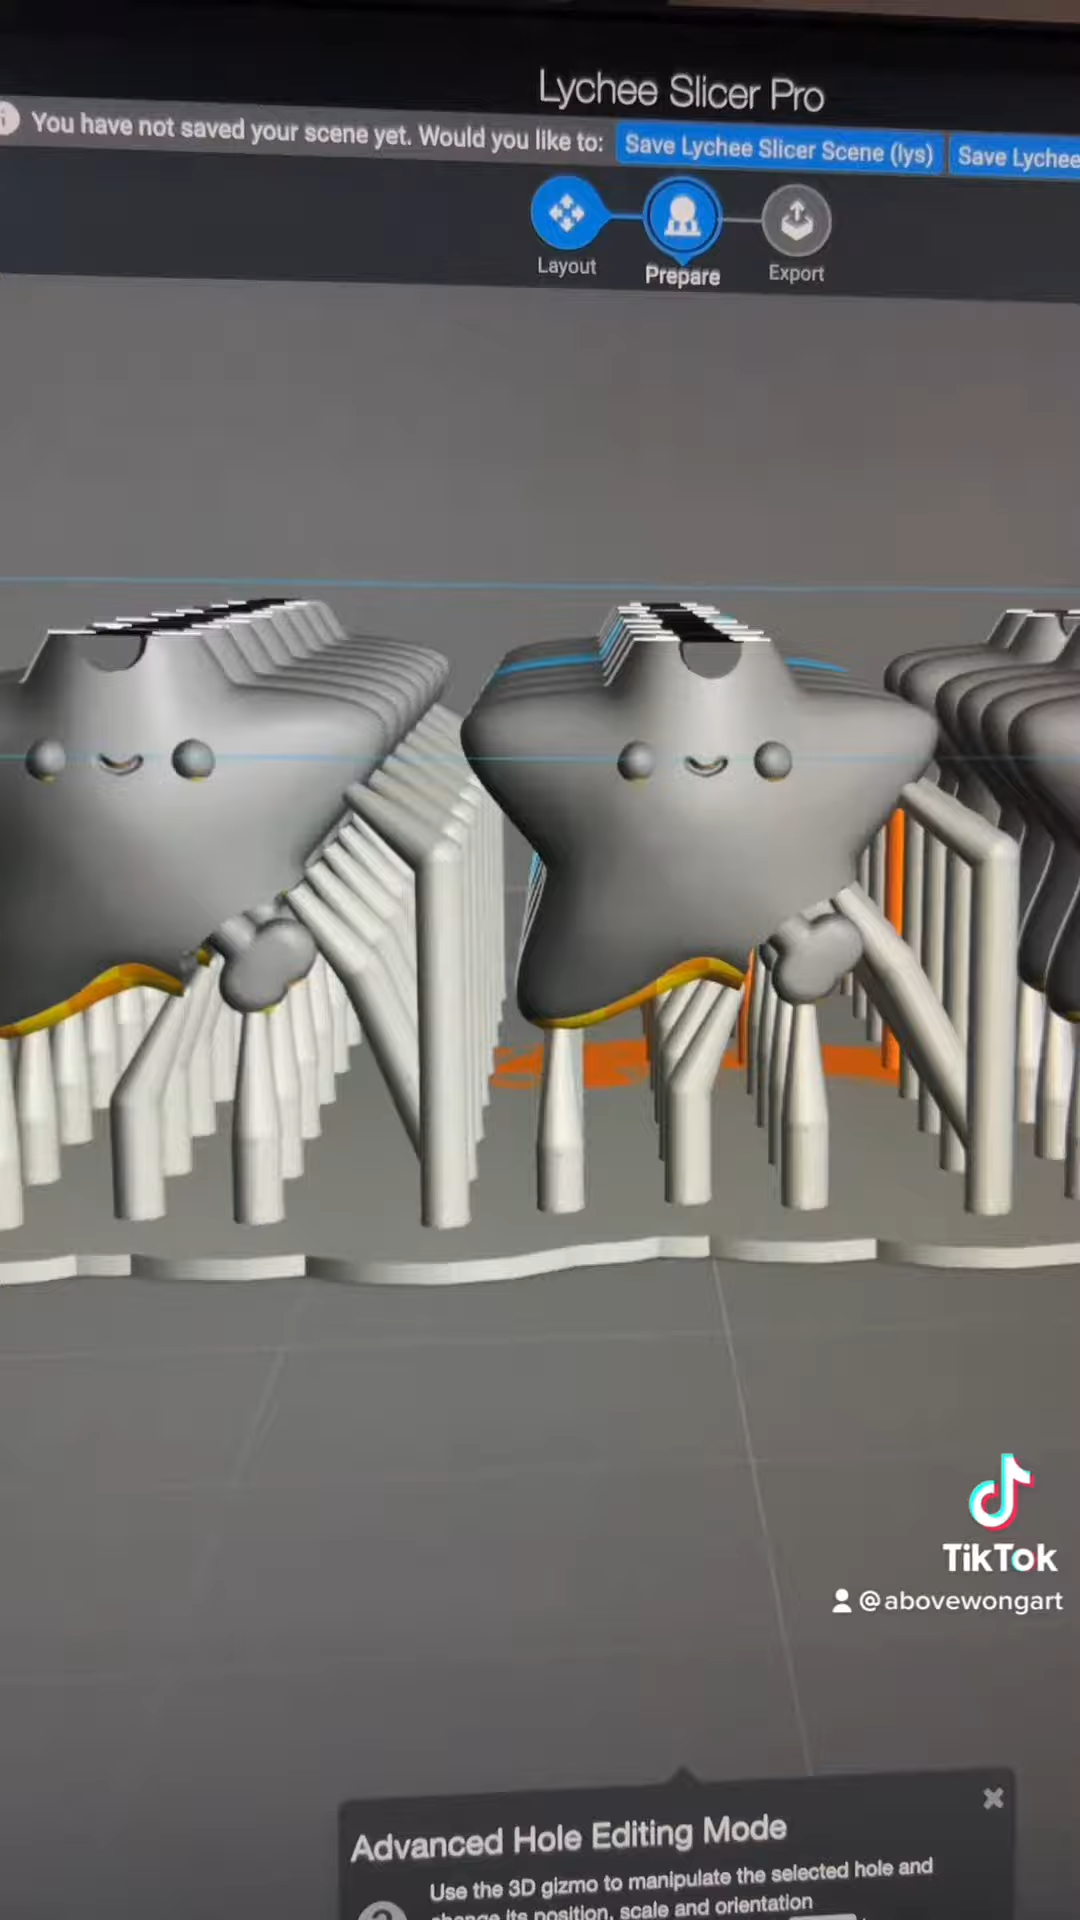 Lychee Slicer Pro
You have not saved your scene yet. Would you like to: Save Lychee Slicer Scene (lys) Save Lychee
Layout Prepare Export
TikTok
@abovewongart
Advanced Hole Editing Mode
Use the 3D gizmo to manipulate the selected hole and
its position, scale and orientation